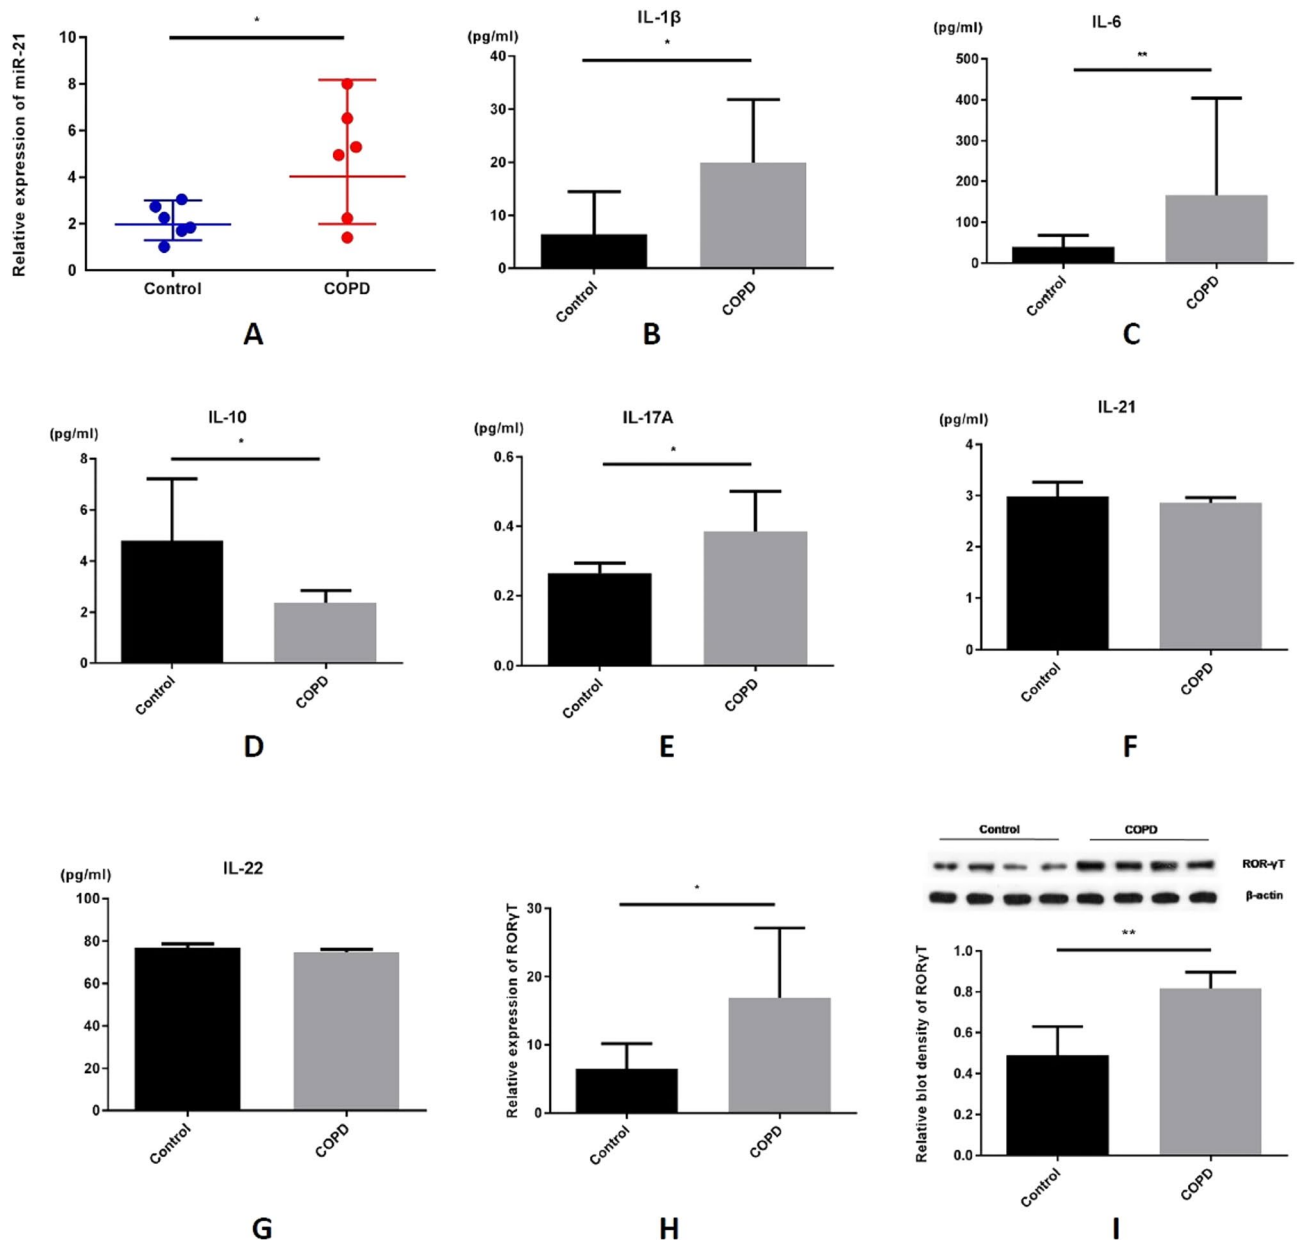 *
Relative expression of miR-21
10
8
6
4
2
0
Control
COPD
A
IL-1β
(pg/ml)
*
40
30
20
10
0
Control
COPD
B
IL-6
(pg/ml)
**
500
400
300
200
100
0
Control
COPD
C
IL-10
(pg/ml)
*
8
6
4
2
0
Control
COPD
D
IL-17A
(pg/ml)
*
0.6
0.4
0.2
0.0
Control
COPD
E
IL-21
(pg/ml)
4
3
2
1
0
Control
COPD
F
IL-22
(pg/ml)
100
80
60
40
20
0
Control
COPD
G
*
Relative expression of RORγT
30
20
10
0
Control
COPD
H
Control COPD
ROR-γT
β-actin
**
Relative blot density of RORγT
1.0
0.8
0.6
0.4
0.2
0.0
Control
COPD
I